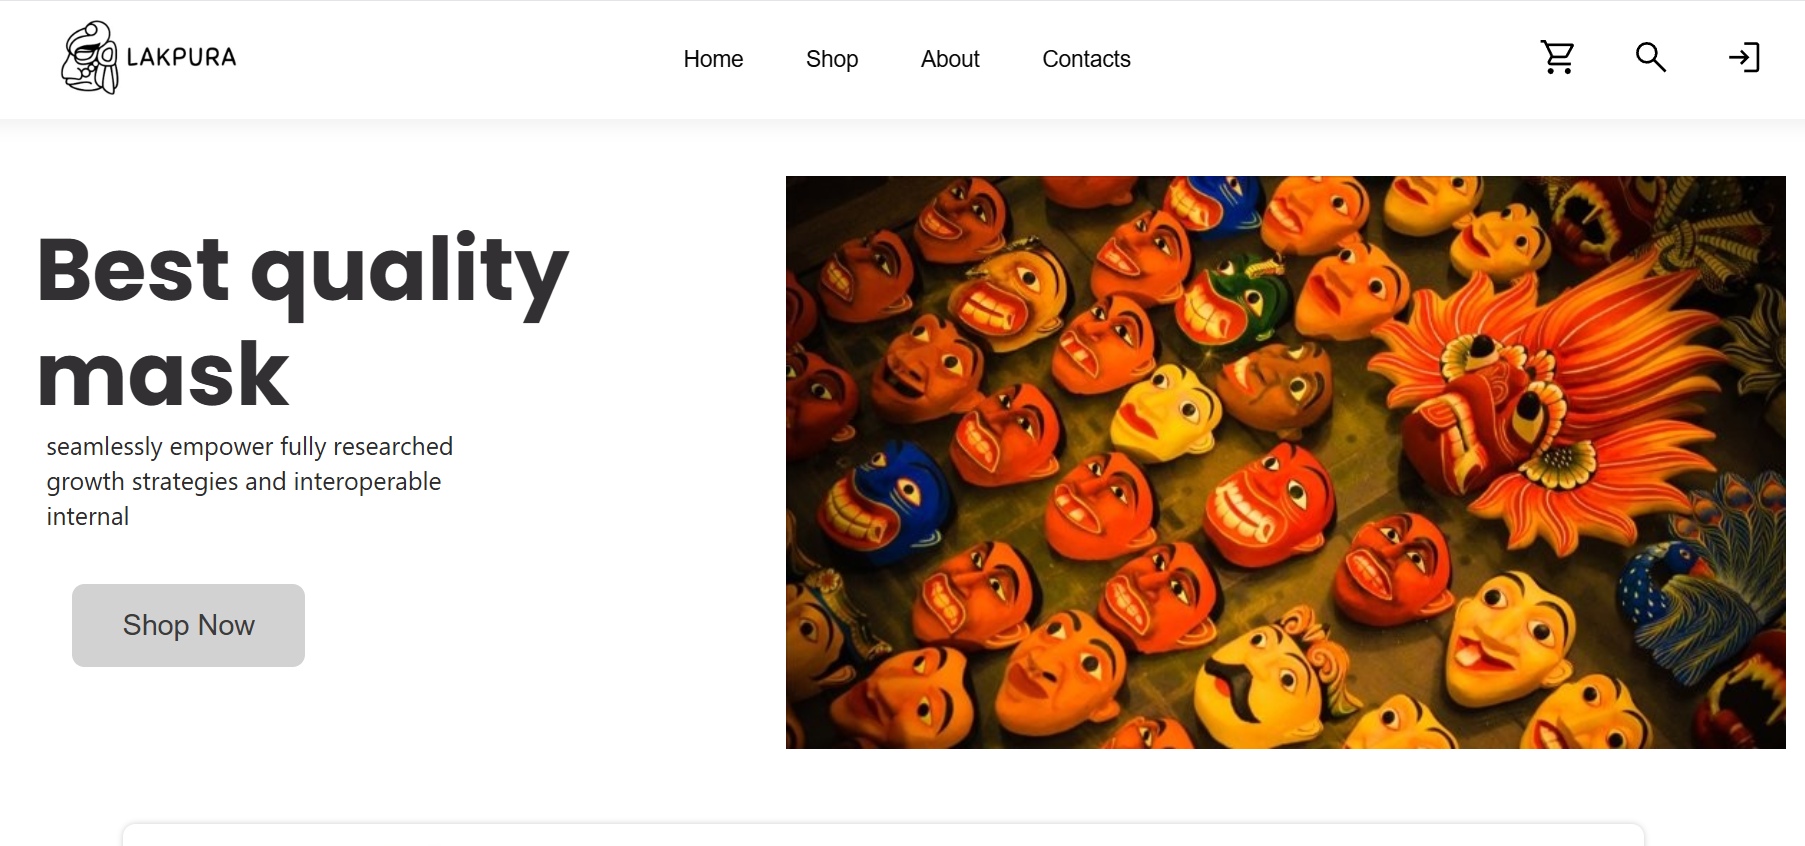 LAKPURA
Home
Shop
About
Contacts
Best quality
mask
seamlessly empower fully researched
growth strategies and interoperable
internal
Shop Now